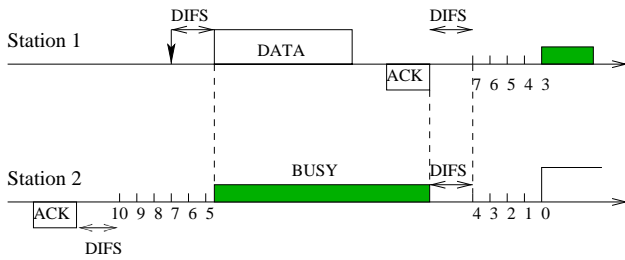 DIFS DIFS
Station 1
DATA
ACK
7 6 5 4 3
BUSY DIFS
Station 2
ACK
10 9 8 7 6 5
4 3 2 1 0
DIFS